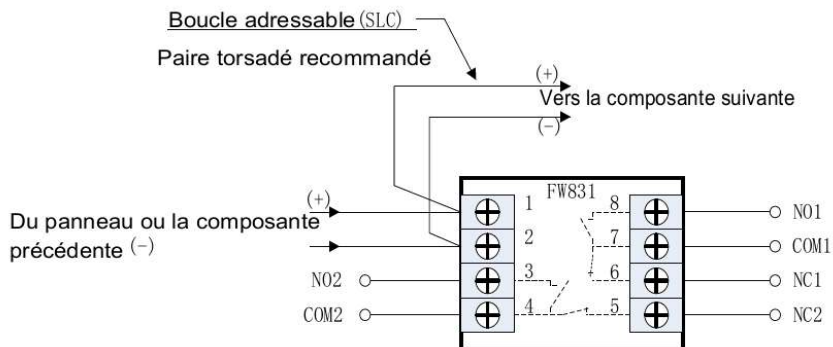 Boucle adressable (SLC)
Paire torsadé recommandé
(+)
Vers la composante suivante
(-)
FW831
(+)
Du panneau ou la composante
précédente (-)
1
2
3
4
8
7
6
5
NO1
COM1
NC1
NC2
NO2
COM2